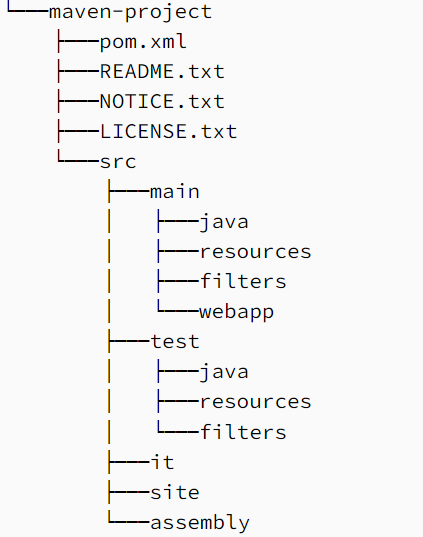 └───maven-project
    ├───pom.xml
    ├───README.txt
    ├───NOTICE.txt
    ├───LICENSE.txt
    └───src
        ├───main
        │   ├───java
        │   ├───resources
        │   ├───filters
        │   └───webapp
        ├───test
        │   ├───java
        │   ├───resources
        │   └───filters
        ├───it
        ├───site
        └───assembly